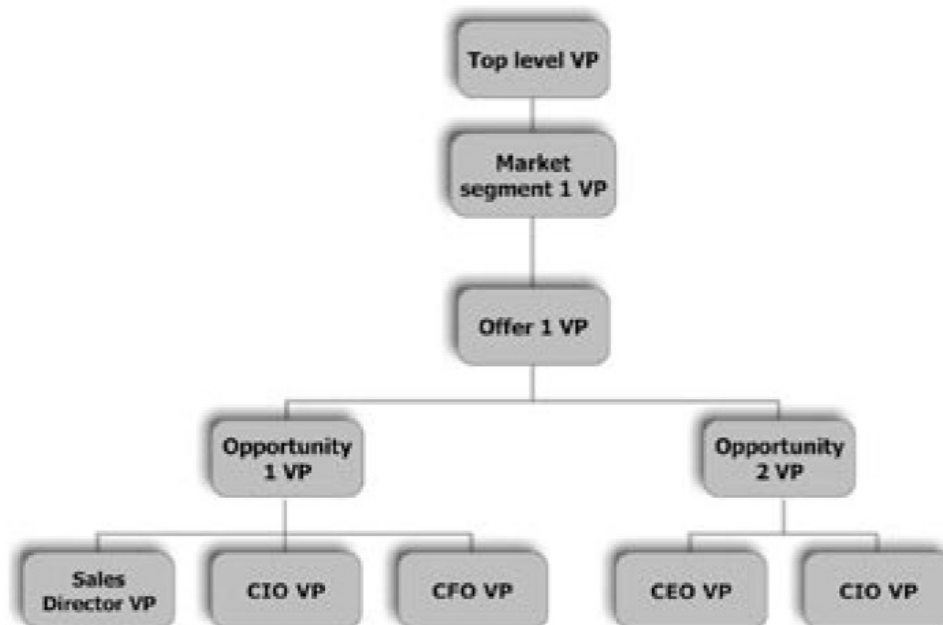 Top level VP
Market
segment 1 VP
Offer 1 VP
Opportunity
1 VP
Opportunity
2 VP
Sales
Director VP
CIO VP
CFO VP
CEO VP
CIO VP